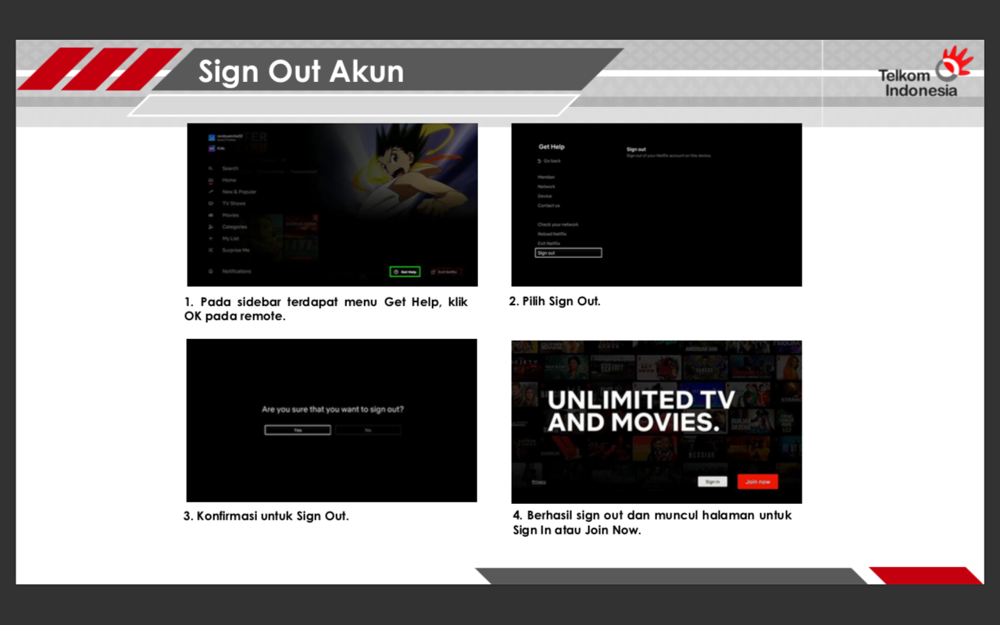 Sign Out Akun
Telkom
Indonesia
Kids
Search
Home
New & Popular
TV Shows
Movies
Categories
My List
Surprise Me
Notifications
Get Help
Exit Netflix
1. Pada sidebar terdapat menu Get Help, klik
OK pada remote.
Get Help
Go back
Member
Network
Device
Contact us
Check your network
Reload Netflix
Exit Netflix
Sign out
Sign out
Sign out of your Netflix account on this device.
2. Pilih Sign Out.
Are you sure that you want to sign out?
Yes
No
3. Konfirmasi untuk Sign Out.
22 JULY
MESSIAH
UNLIMITED TV
AND MOVIES.
Privacy
Sign In
Join now
4. Berhasil sign out dan muncul halaman untuk
Sign In atau Join Now.